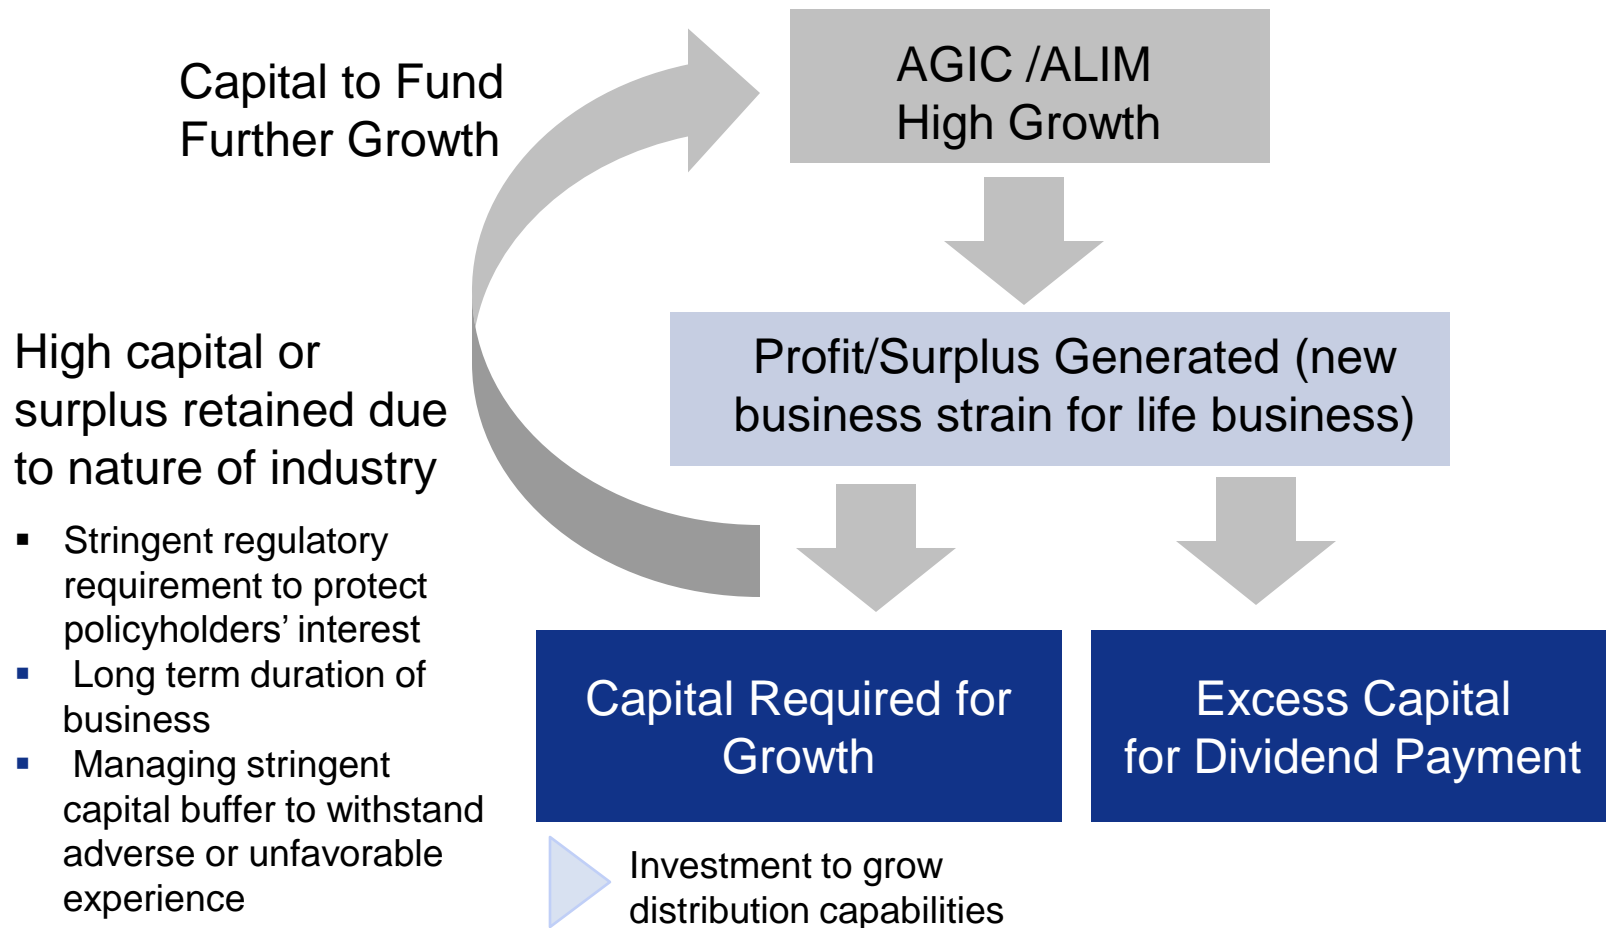 Capital to Fund
Further Growth
AGIC /ALIM
High Growth
Profit/Surplus Generated (new
business strain for life business)
High capital or
surplus retained due
to nature of industry
▪ Stringent regulatory
requirement to protect
policyholders’ interest
▪ Long term duration of
business
▪ Managing stringent
capital buffer to withstand
adverse or unfavorable
experience
Capital Required for
Growth
Excess Capital
for Dividend Payment
Investment to grow
distribution capabilities